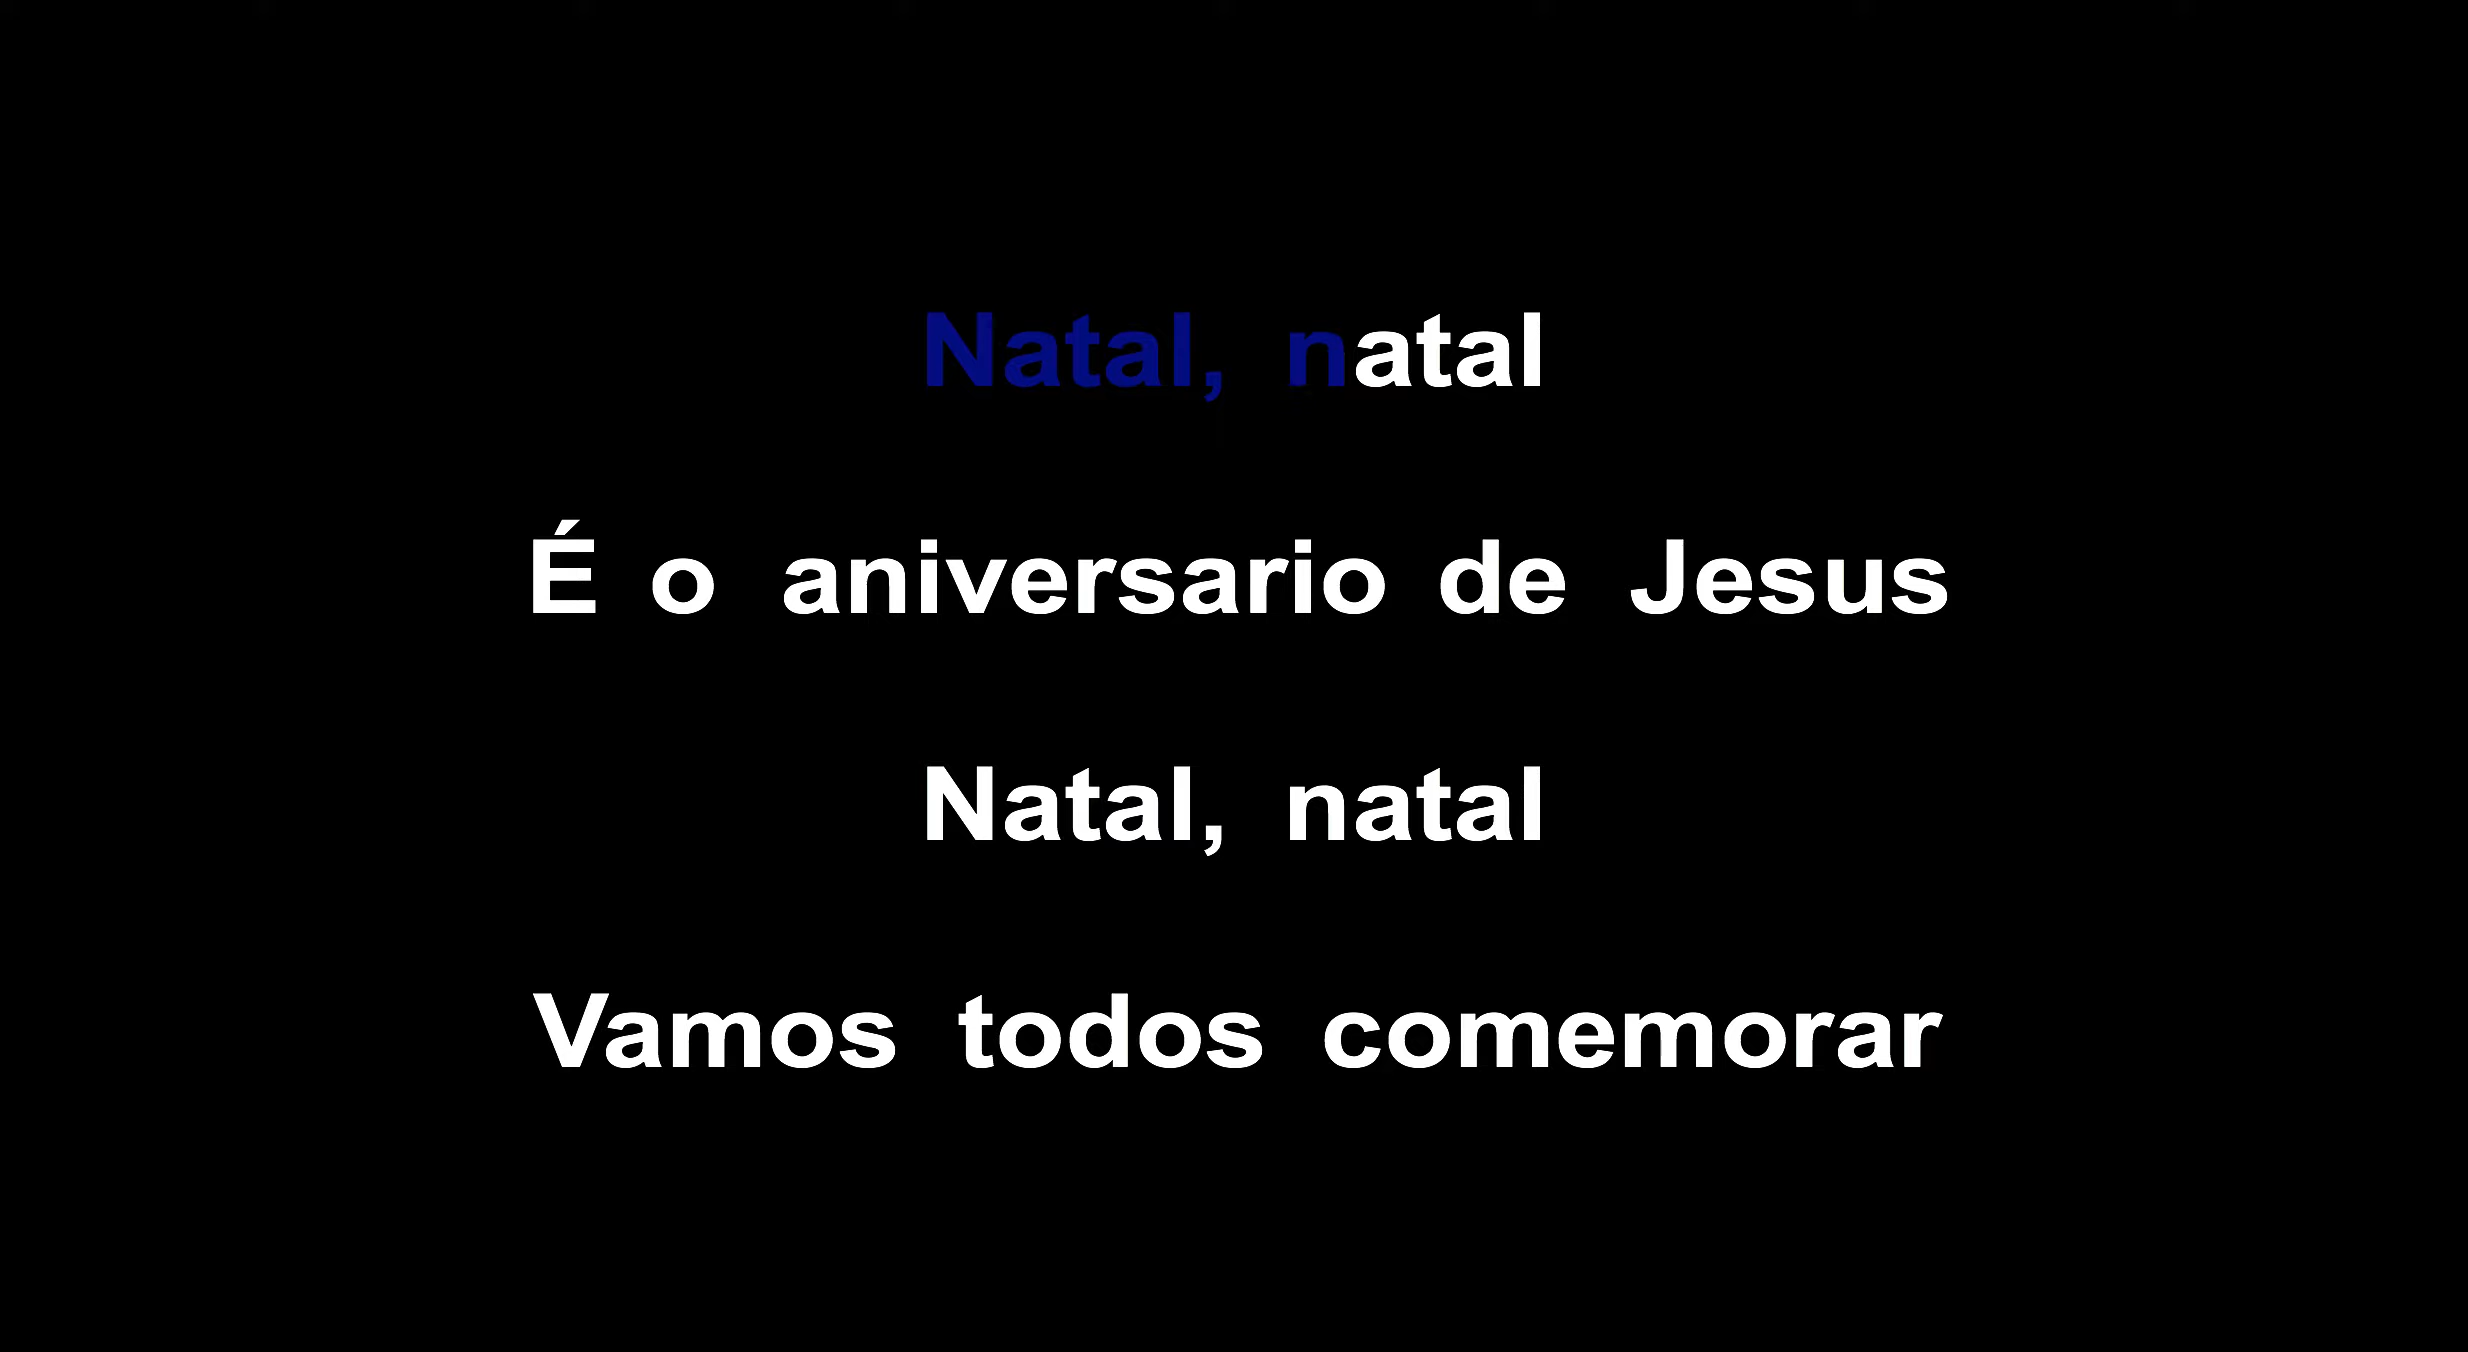 Natal, natal
É o aniversario de Jesus
Natal, natal
Vamos todos comemorar